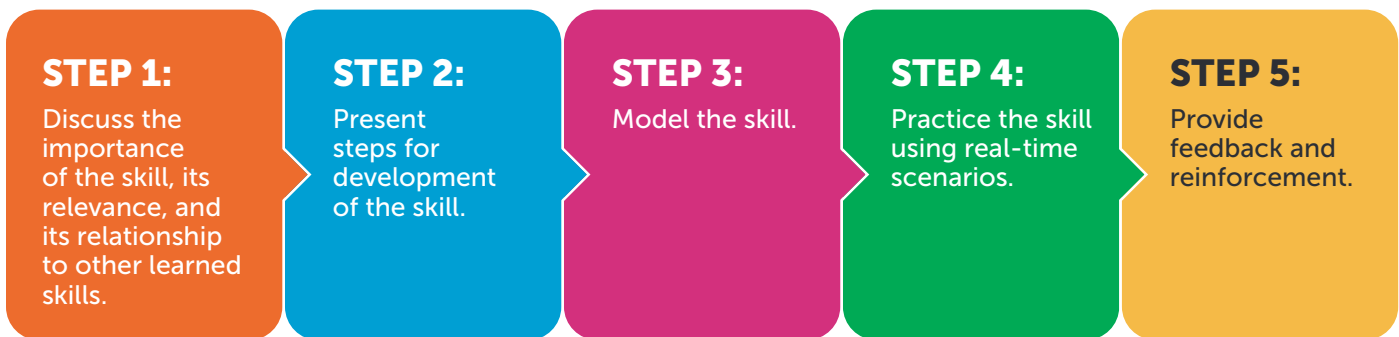 STEP 1:
Discuss the
importance
of the skill, its
relevance, and
its relationship
to other learned
skills.
STEP 2:
Present
steps for
development
of the skill.
STEP 3:
Model the skill.
STEP 4:
Practice the skill
using real-time
scenarios.
STEP 5:
Provide
feedback and
reinforcement.